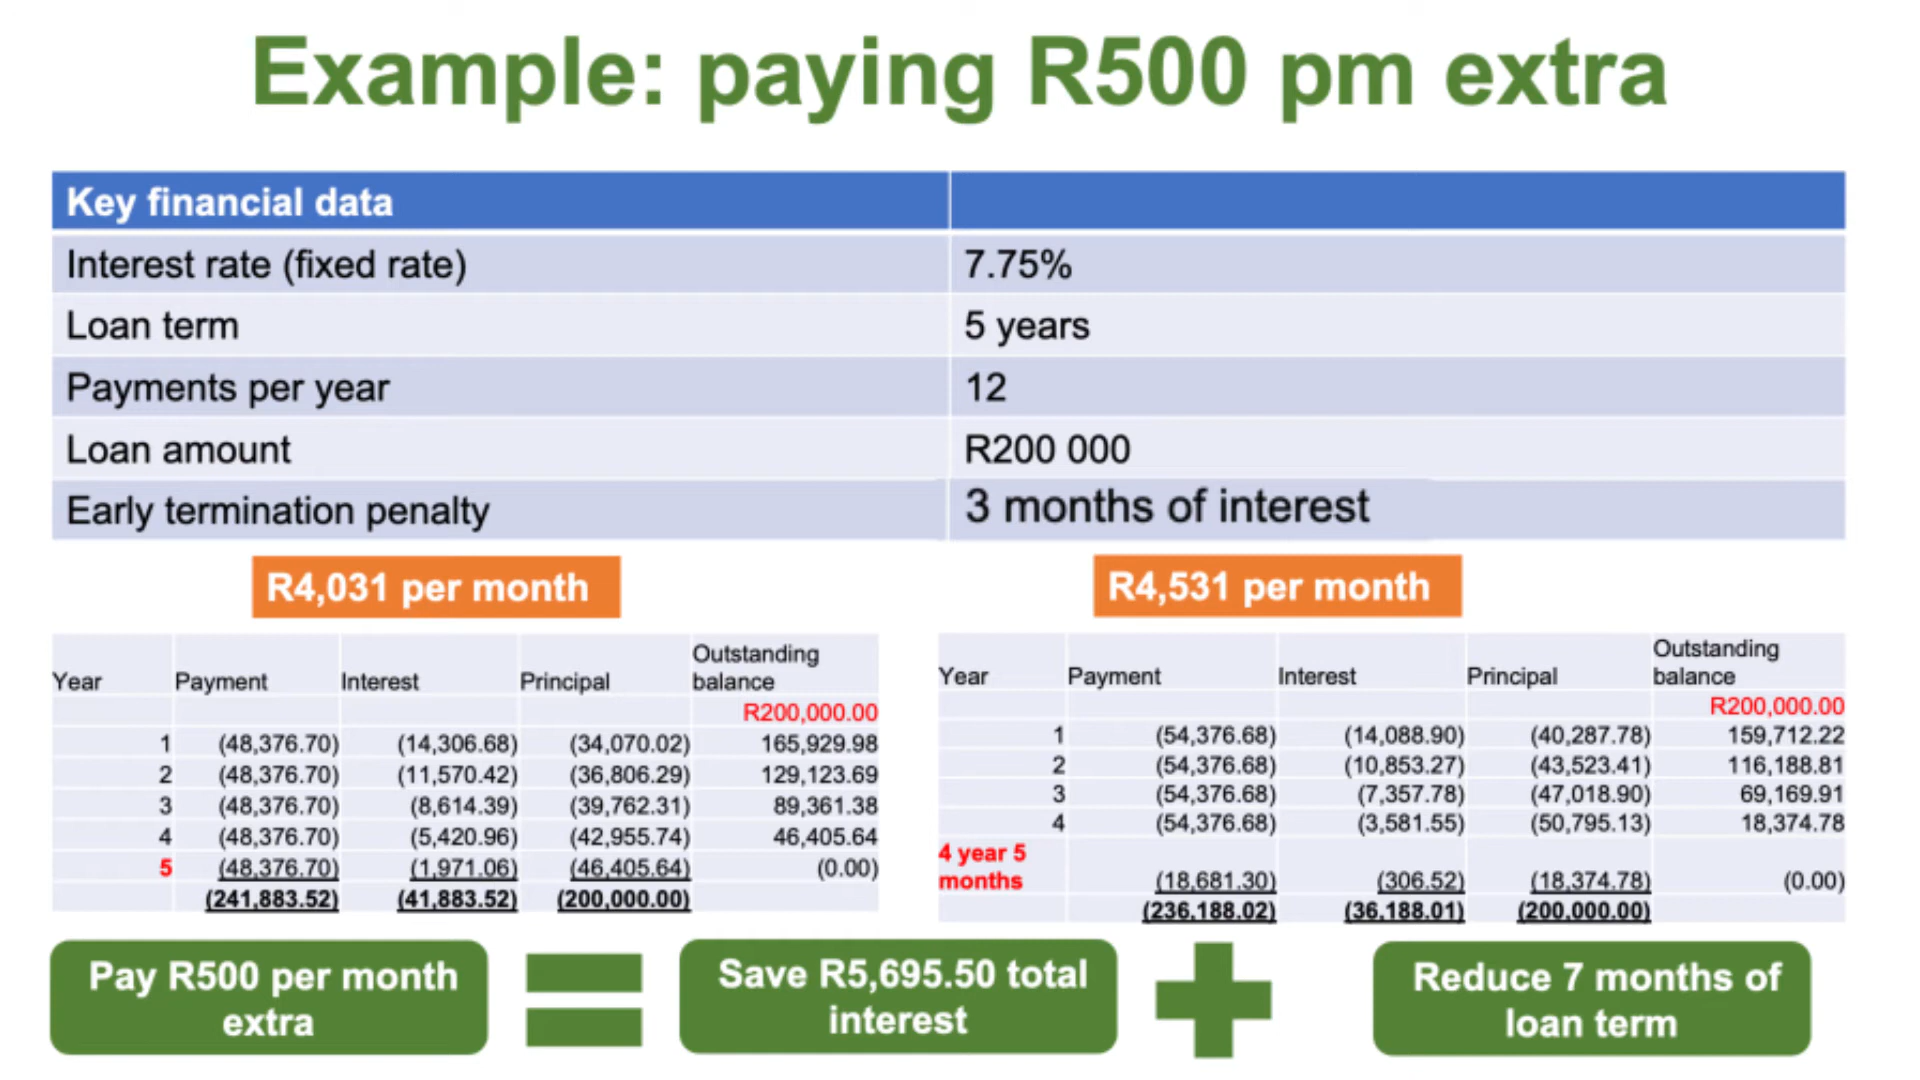 Example: paying R500 pm extra
Key financial data
Interest rate (fixed rate) 7.75%
Loan term 5 years
Payments per year 12
Loan amount R200 000
Early termination penalty 3 months of interest
R4,031 per month
Year Payment Interest Principal Outstanding balance
R200,000.00
1 (48,376.70) (14,306.68) (34,070.02) 165,929.98
2 (48,376.70) (11,570.42) (36,806.29) 129,123.69
3 (48,376.70) (8,614.39) (39,762.31) 89,361.38
4 (48,376.70) (5,420.96) (42,955.74) 46,405.64
5 (48,376.70) (1,971.06) (46,405.64) (0.00)
(241,883.52) (41,883.52) (200,000.00)
R4,531 per month
Year Payment Interest Principal Outstanding balance
R200,000.00
1 (54,376.68) (14,088.90) (40,287.78) 159,712.22
2 (54,376.68) (10,853.27) (43,523.41) 116,188.81
3 (54,376.68) (7,357.78) (47,018.90) 69,169.91
4 (54,376.68) (3,581.55) (50,795.13) 18,374.78
4 year 5
months (18,681.30) (306.52) (18,374.78) (0.00)
(236,188.02) (36,188.01) (200,000.00)
Pay R500 per month
extra
Save R5,695.50 total
interest
Reduce 7 months of
loan term